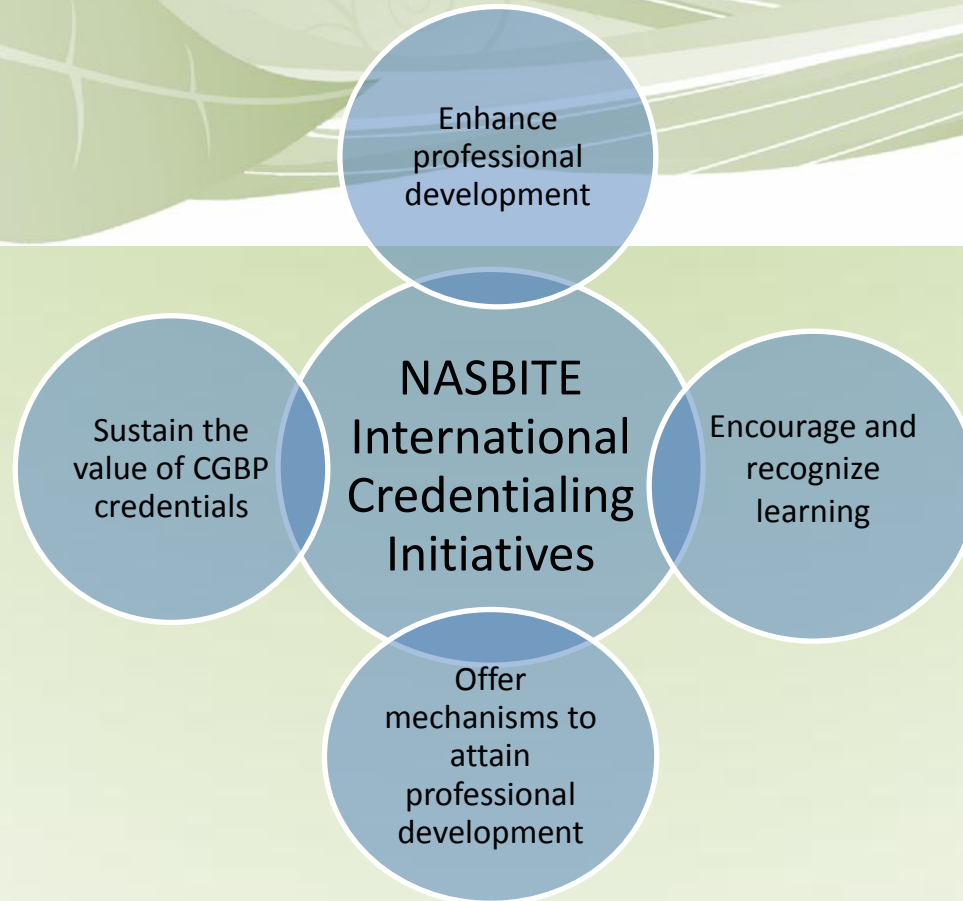 Enhance
professional
development
NASBITE
International
Credentialing
Initiatives
Sustain the
value of CGBP
credentials
Encourage and
recognize
learning
Offer
mechanisms to
attain
professional
development